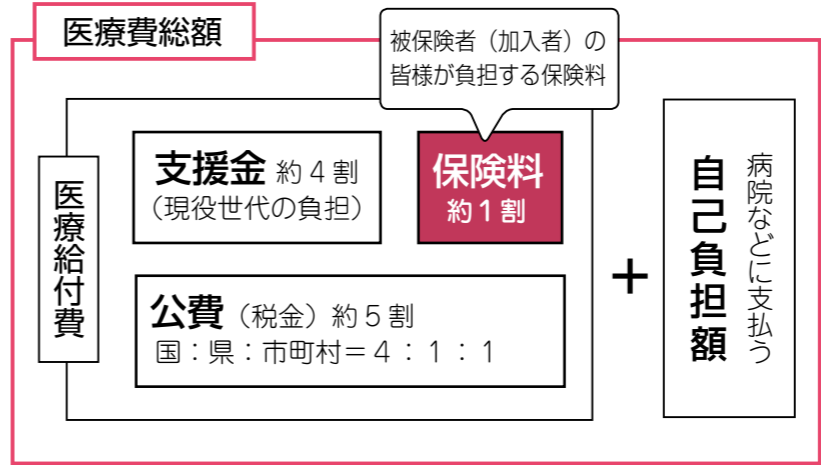 医療費総額
被保険者（加入者）の
皆様が負担する保険料
医療給付費
支援金 約４割
（現役世代の負担）
保険料
約１割
公費（税金）約５割
国：県：市町村＝４：１：１
＋
病院などに支払う
自己負担額